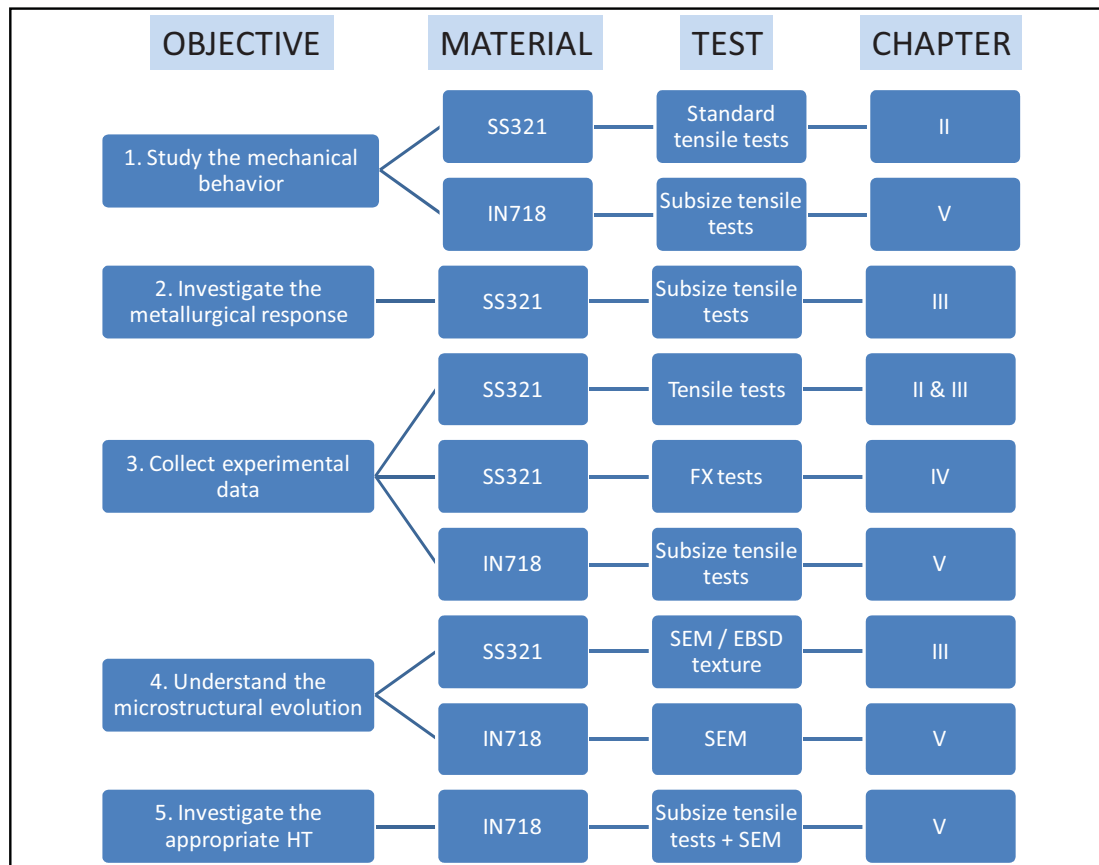 OBJECTIVE
MATERIAL
TEST
CHAPTER
1. Study the mechanical
behavior
SS321
Standard
tensile tests
II
IN718
Subsize tensile
tests
V
2. Investigate the
metallurgical response
SS321
Subsize tensile
tests
III
3. Collect experimental
data
SS321
Tensile tests
II & III
SS321
FX tests
IV
IN718
Subsize tensile
tests
V
4. Understand the
microstructural evolution
SS321
SEM / EBSD
texture
III
IN718
SEM
V
5. Investigate the
appropriate HT
IN718
Subsize tensile
tests + SEM
V